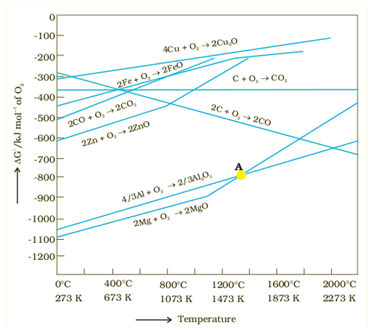 0
-100
-200
-300
-400
-500
-600
-700
-800
-900
-1000
-1100
-1200
ΔG⊖/kJ mol⁻¹ of O₂
4Cu + O₂ → 2Cu₂O
2Fe + O₂ → 2FeO
C + O₂ → CO₂
2CO + O₂ → 2CO₂
2C + O₂ → 2CO
2Zn + O₂ → 2ZnO
A
4/3Al + O₂ → 2/3Al₂O₃
2Mg + O₂ → 2MgO
0°C 400°C 800°C 1200°C 1600°C 2000°C
273 K 673 K 1073 K 1473 K 1873 K 2273 K
Temperature